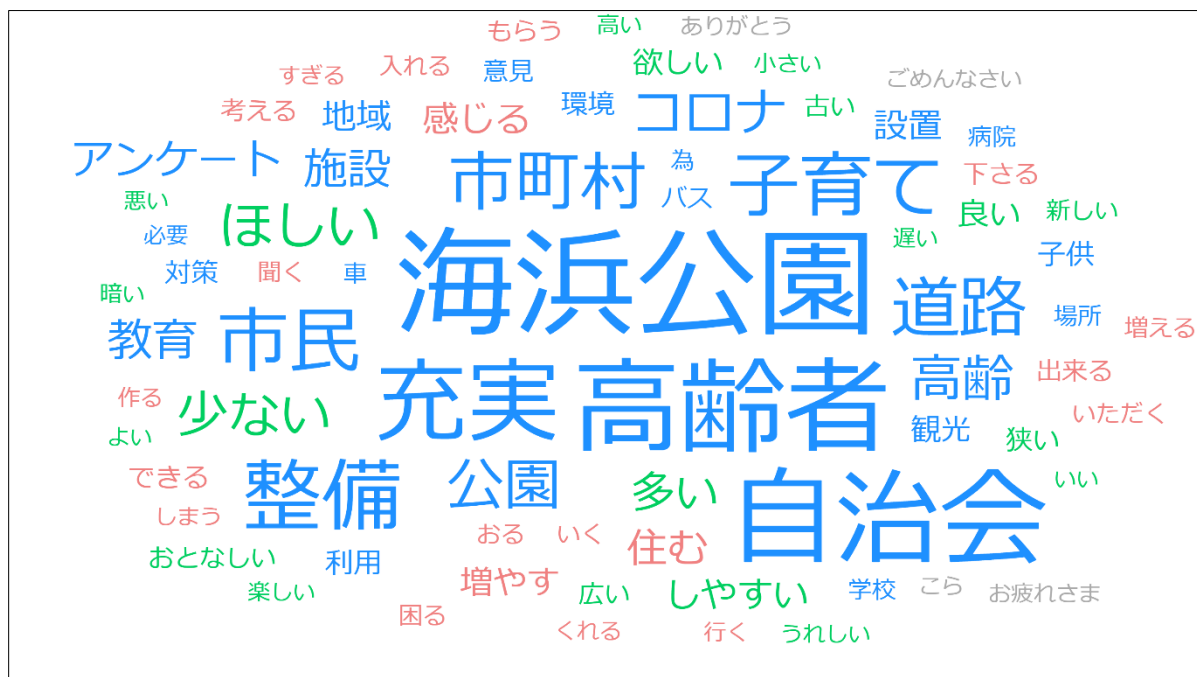 もらう 高い ありがとう
すぎる 入れる 意見 欲しい 小さい ごめんなさい
考える 地域 感じる 環境 コロナ 古い 設置 病院
アンケート 施設 市町村 為 バス 子育て 下さる
悪い 必要 ほしい 良い 新しい 遅い
対策 聞く 車 海浜公園 子供
暗い 教育 市民 道路 場所 増える
作る 少ない 充実 高齢者 高齢 出来る
よい 観光 狭い いただく
できる 整備 公園 多い 自治会 いい
しまう おる いく 住む
おとなしい 利用 増やす 広い しやすい 学校 こら お疲れさま
楽しい 困る くれる 行く うれしい